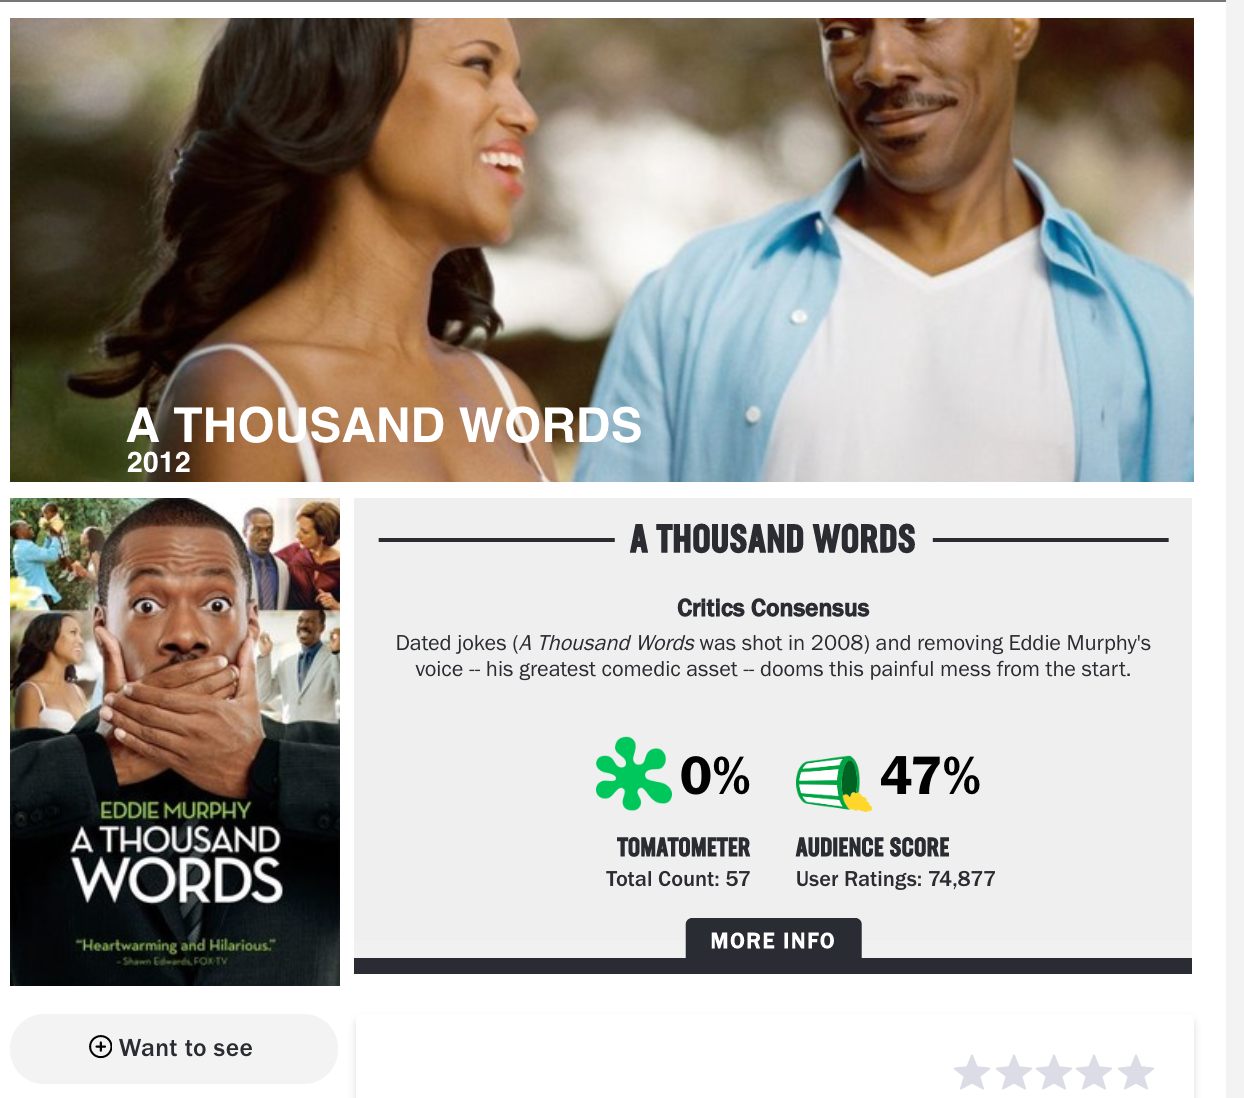 A THOUSAND WORDS
2012
EDDIE MURPHY
A THOUSAND
WORDS
“Heartwarming and Hilarious.”
– Shawn Edwards, FOX-TV
A THOUSAND WORDS
Critics Consensus
Dated jokes (A Thousand Words was shot in 2008) and removing Eddie Murphy's
voice -- his greatest comedic asset -- dooms this painful mess from the start.
0% 47%
TOMATOMETER AUDIENCE SCORE
Total Count: 57 User Ratings: 74,877
MORE INFO
Want to see